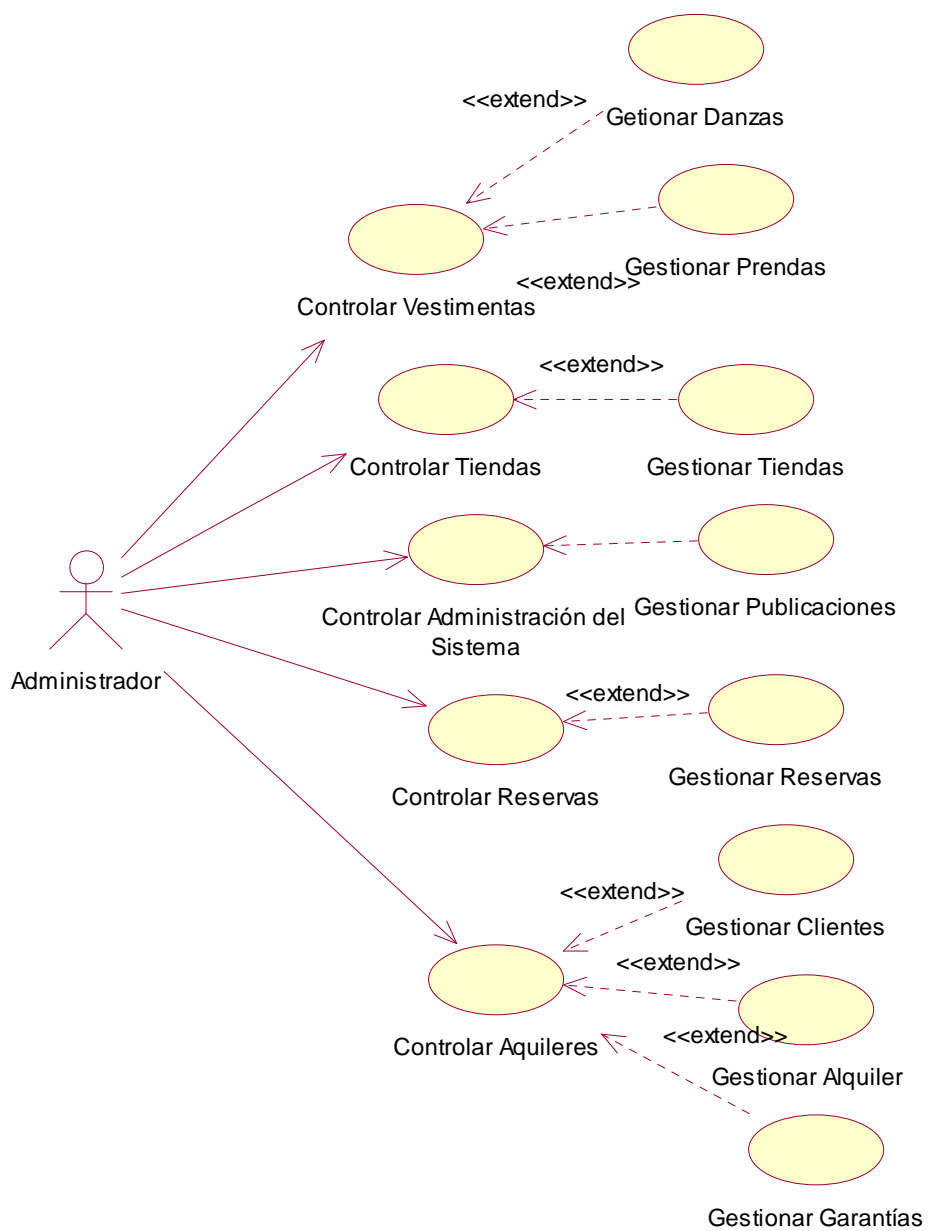 <<extend>>
Getionar Danzas
Gestionar Prendas
<<extend>>
Controlar Vestimentas
<<extend>>
Controlar Tiendas
Gestionar Tiendas
Controlar Administración del
Sistema
Gestionar Publicaciones
Administrador
<<extend>>
Controlar Reservas
Gestionar Reservas
<<extend>>
Gestionar Clientes
<<extend>>
Controlar Aquileres
<<extend>>
Gestionar Alquiler
Gestionar Garantías